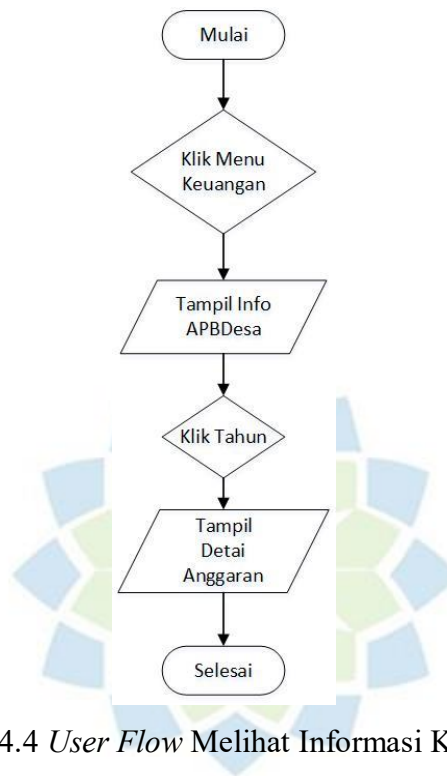 Mulai
Klik Menu
Keuangan
Tampil Info
APBDesa
Klik Tahun
Tampil
Detai
Anggaran
Selesai
4.4 User Flow Melihat Informasi K